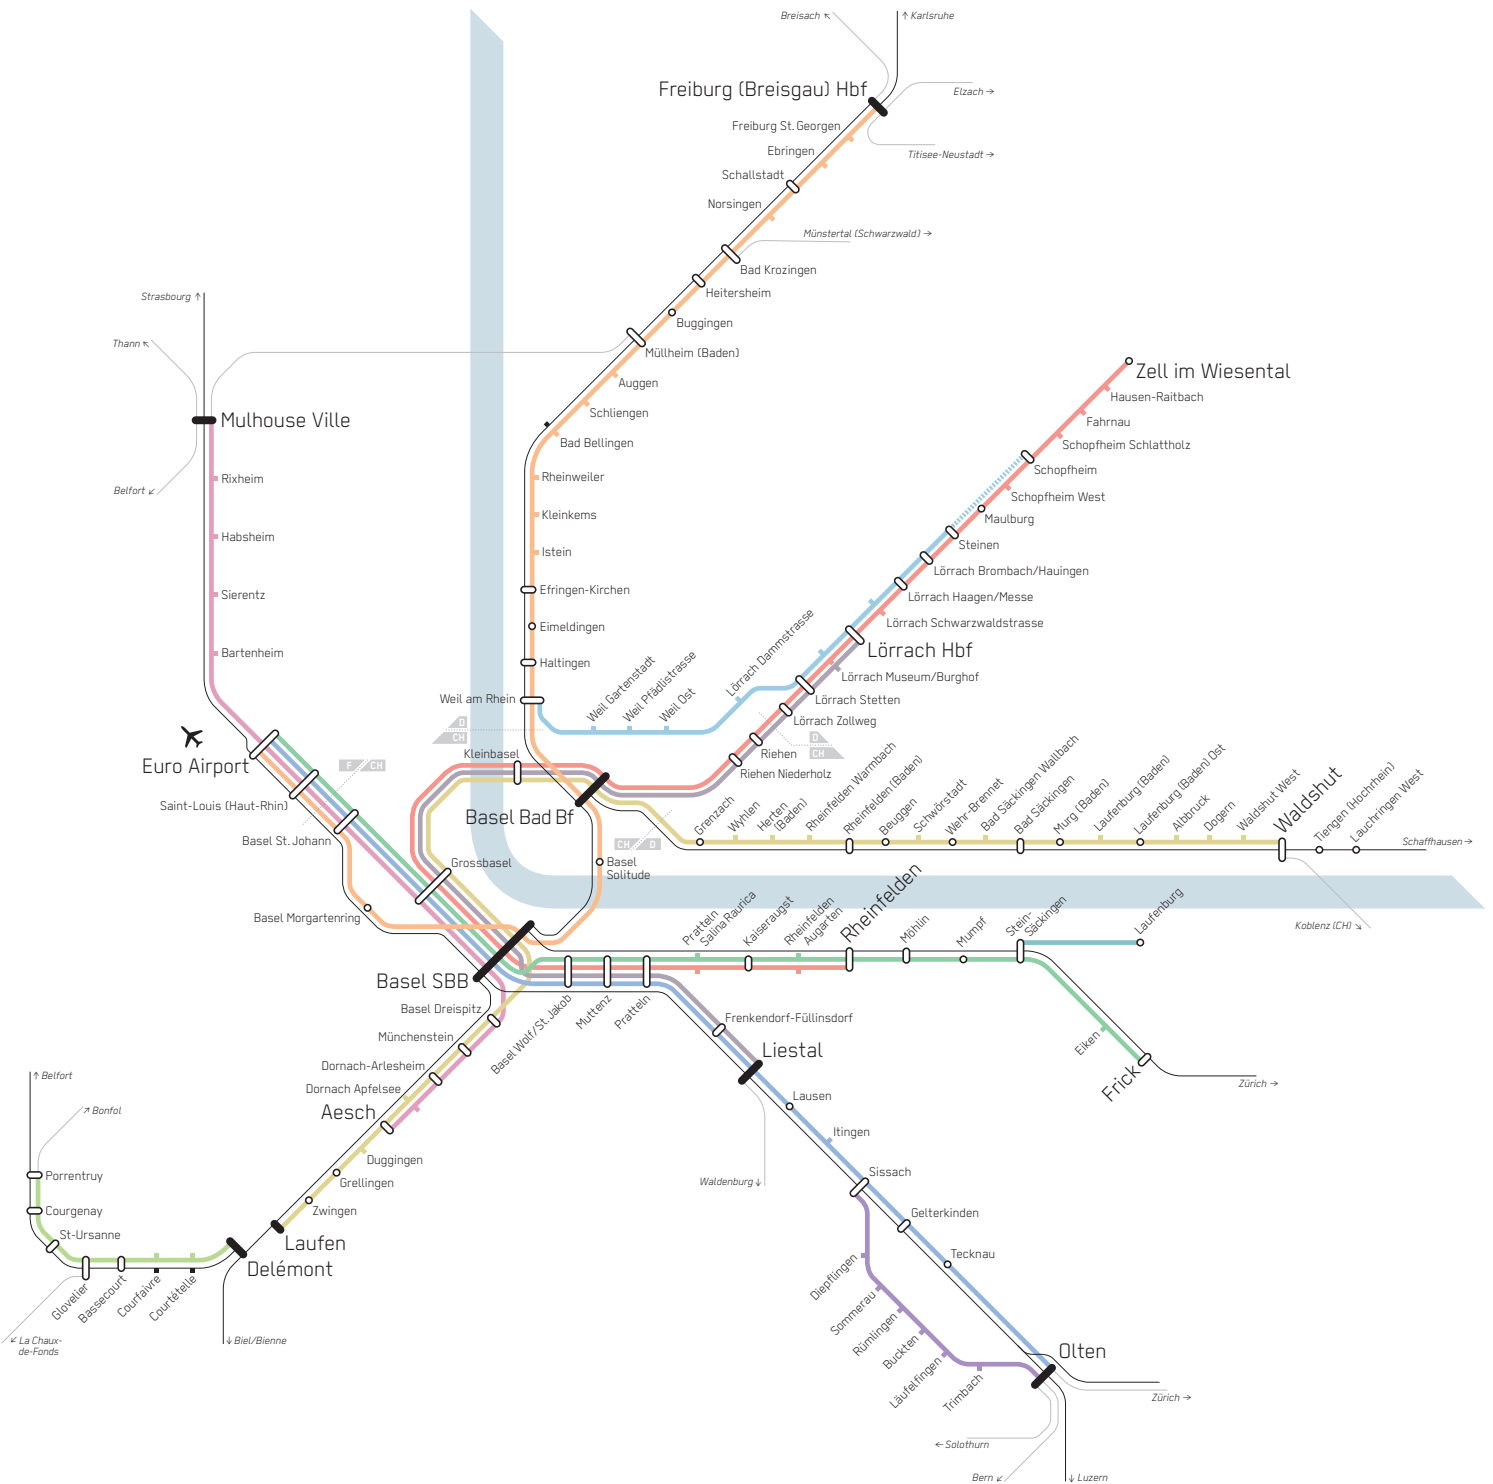 Breisach ↖
↑ Karlsruhe
Freiburg (Breisgau) Hbf
Elzach →
Freiburg St. Georgen
Titisee-Neustadt →
Ebringen
Schallstadt
Norsingen
Münstertal (Schwarzwald) →
Bad Krozingen
Heitersheim
Buggingen
Müllheim (Baden)
Auggen
Schliengen
Bad Bellingen
Rheinweiler
Kleinkems
Istein
Efringen-Kirchen
Eimeldingen
Haltingen
Weil am Rhein
Strasbourg ↑
Thann ↖
Mulhouse Ville
Belfort ↙
Rixheim
Habsheim
Sierentz
Bartenheim
Euro Airport
Saint-Louis (Haut-Rhin)
Basel St. Johann
Basel Morgartenring
F
CH
D
CH
Zell im Wiesental
Hausen-Raitbach
Fahrnau
Schopfheim Schlattholz
Schopfheim
Schopfheim West
Maulburg
Steinen
Lörrach Brombach/Hauingen
Lörrach Haagen/Messe
Lörrach Schwarzwaldstrasse
Lörrach Hbf
Lörrach Museum/Burghof
Lörrach Stetten
Lörrach Zollweg
Riehen
Riehen Niederholz
D
CH
Weil Gartenstadt
Weil Pfädlistrasse
Weil Ost
Lörrach Dammstrasse
Kleinbasel
Basel Bad Bf
Grossbasel
Basel
Solitude
CH
D
Grenzach
Wyhlen
Herten
(Baden)
Rheinfelden Warmbach
Rheinfelden (Baden)
Beuggen
Schwörstadt
Wehr-Brennet
Bad Säckingen Wallbach
Bad Säckingen
Murg (Baden)
Laufenburg (Baden)
Laufenburg (Baden) Ost
Albbruck
Dogern
Waldshut West
Waldshut
Tiengen (Hochrhein)
Lauchringen West
Schaffhausen →
Koblenz (CH) ↘
Basel SBB
Pratteln
Salina Raurica
Kaiseraugst
Rheinfelden
Augarten
Rheinfelden
Möhlin
Mumpf
Stein-
Säckingen
Laufenburg
Eiken
Frick
Zürich →
Basel Wolf/St. Jakob
Muttenz
Pratteln
Frenkendorf-Füllinsdorf
Liestal
Waldenburg ↓
Lausen
Itingen
Sissach
Gelterkinden
Tecknau
Diepflingen
Sommerau
Rümlingen
Buckten
Läufelfingen
Trimbach
Olten
Zürich →
← Solothurn
Bern ↙
↓ Luzern
Basel Dreispitz
Münchenstein
Dornach-Arlesheim
Dornach Apfelsee
Aesch
Duggingen
Grellingen
Zwingen
Laufen
Delémont
↓ Biel/Bienne
↑ Belfort
↗ Bonfol
Porrentruy
Courgenay
St-Ursanne
Glovelier
Bassecourt
Courfaivre
Courtételle
↙ La Chaux-
de-Fonds